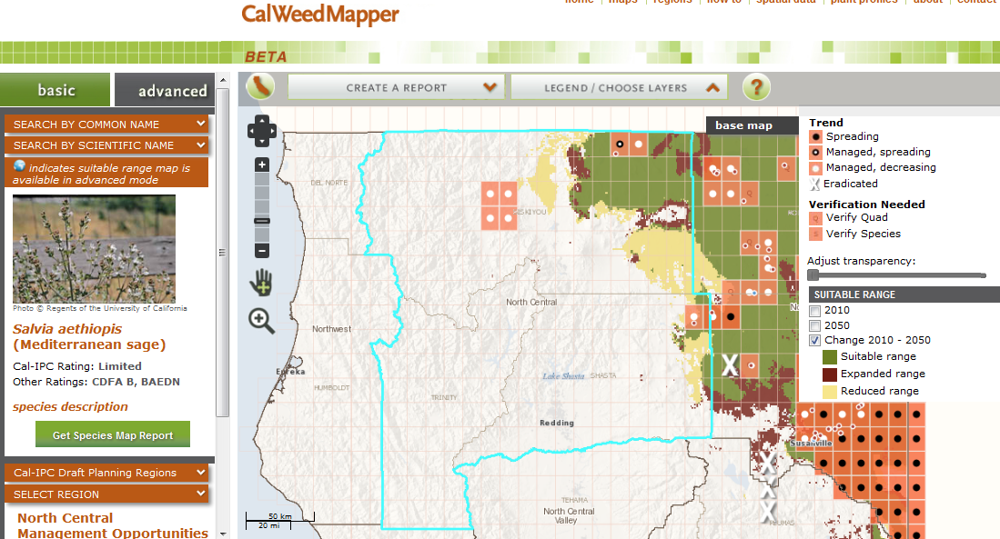 home | maps | regions | how to | spatial data | plant profiles | about | contact
CalWeedMapper
BETA
basic
advanced
CREATE A REPORT
LEGEND / CHOOSE LAYERS
?
SEARCH BY COMMON NAME
SEARCH BY SCIENTIFIC NAME
indicates suitable range map is
available in advanced mode
Photo © Regents of the University of California
Salvia aethiopis
(Mediterranean sage)
Cal-IPC Rating: Limited
Other Ratings: CDFA B, BAEDN
species description
Get Species Map Report
Cal-IPC Draft Planning Regions
SELECT REGION
North Central
Management Opportunities
base map
Trend
Spreading
Managed, spreading
Managed, decreasing
Eradicated
Verification Needed
Verify Quad
Verify Species
Adjust transparency:
SUITABLE RANGE
2010
2050
Change 2010 - 2050
Suitable range
Expanded range
Reduced range
DEL NORTE
SISKIYOU
North Central
Northwest
Eureka
HUMBOLDT
TRINITY
Lake Shasta
SHASTA
Redding
Susanville
TEHAMA
North Central
Valley
PLUMAS
50 km
20 mi